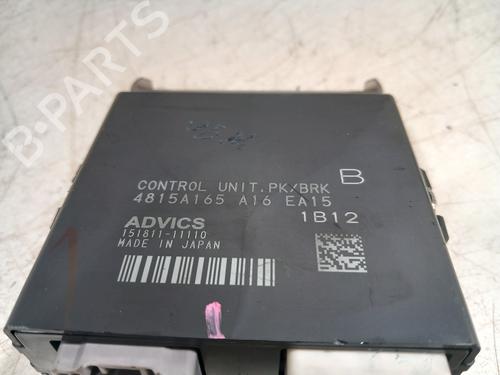 B-PARTS
CONTROL UNIT.PK/BRK B
4815A165 A16 EA15
1B12
ADVICS
151811-11110
MADE IN JAPAN